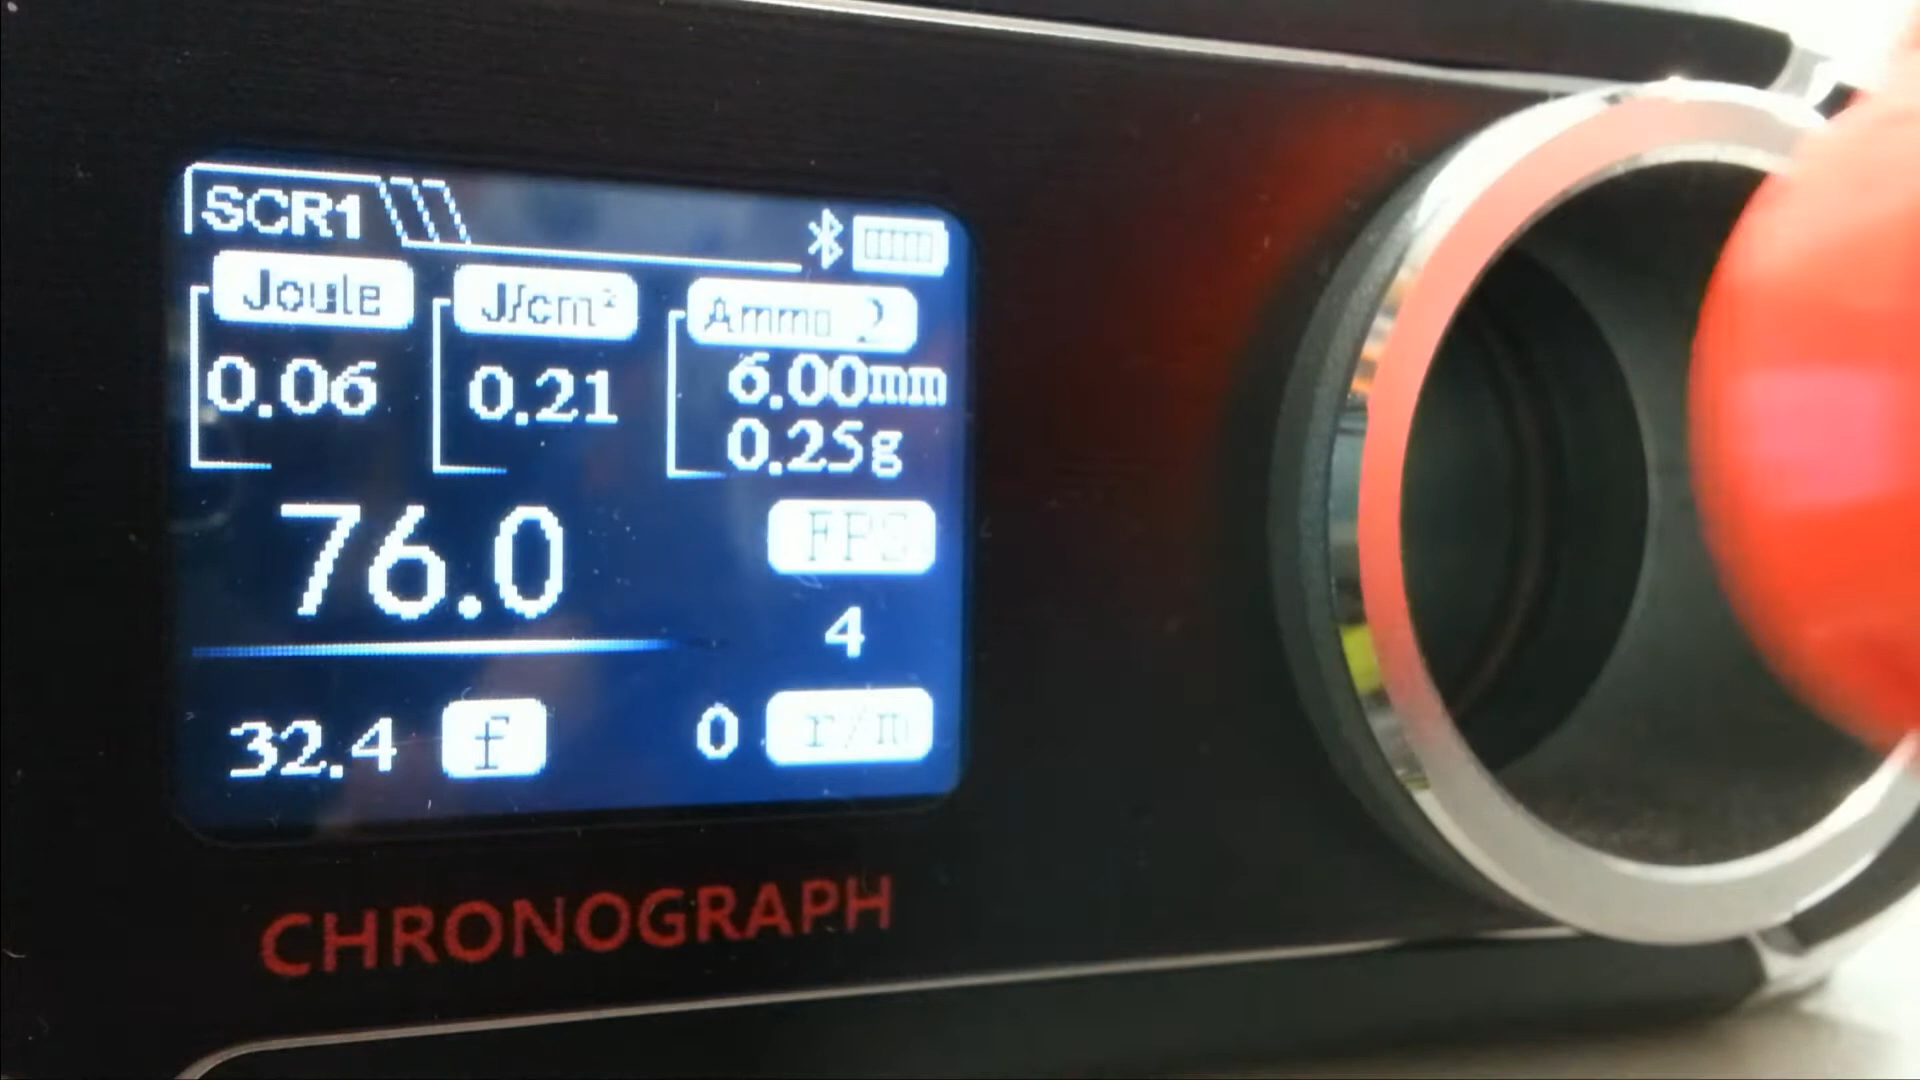 SCR1
Joule J/cm² Ammo 2
0.06 0.21 6.00mm
0.25g
76.0 FPS
4
32.4 f 0 r/m
CHRONOGRAPH